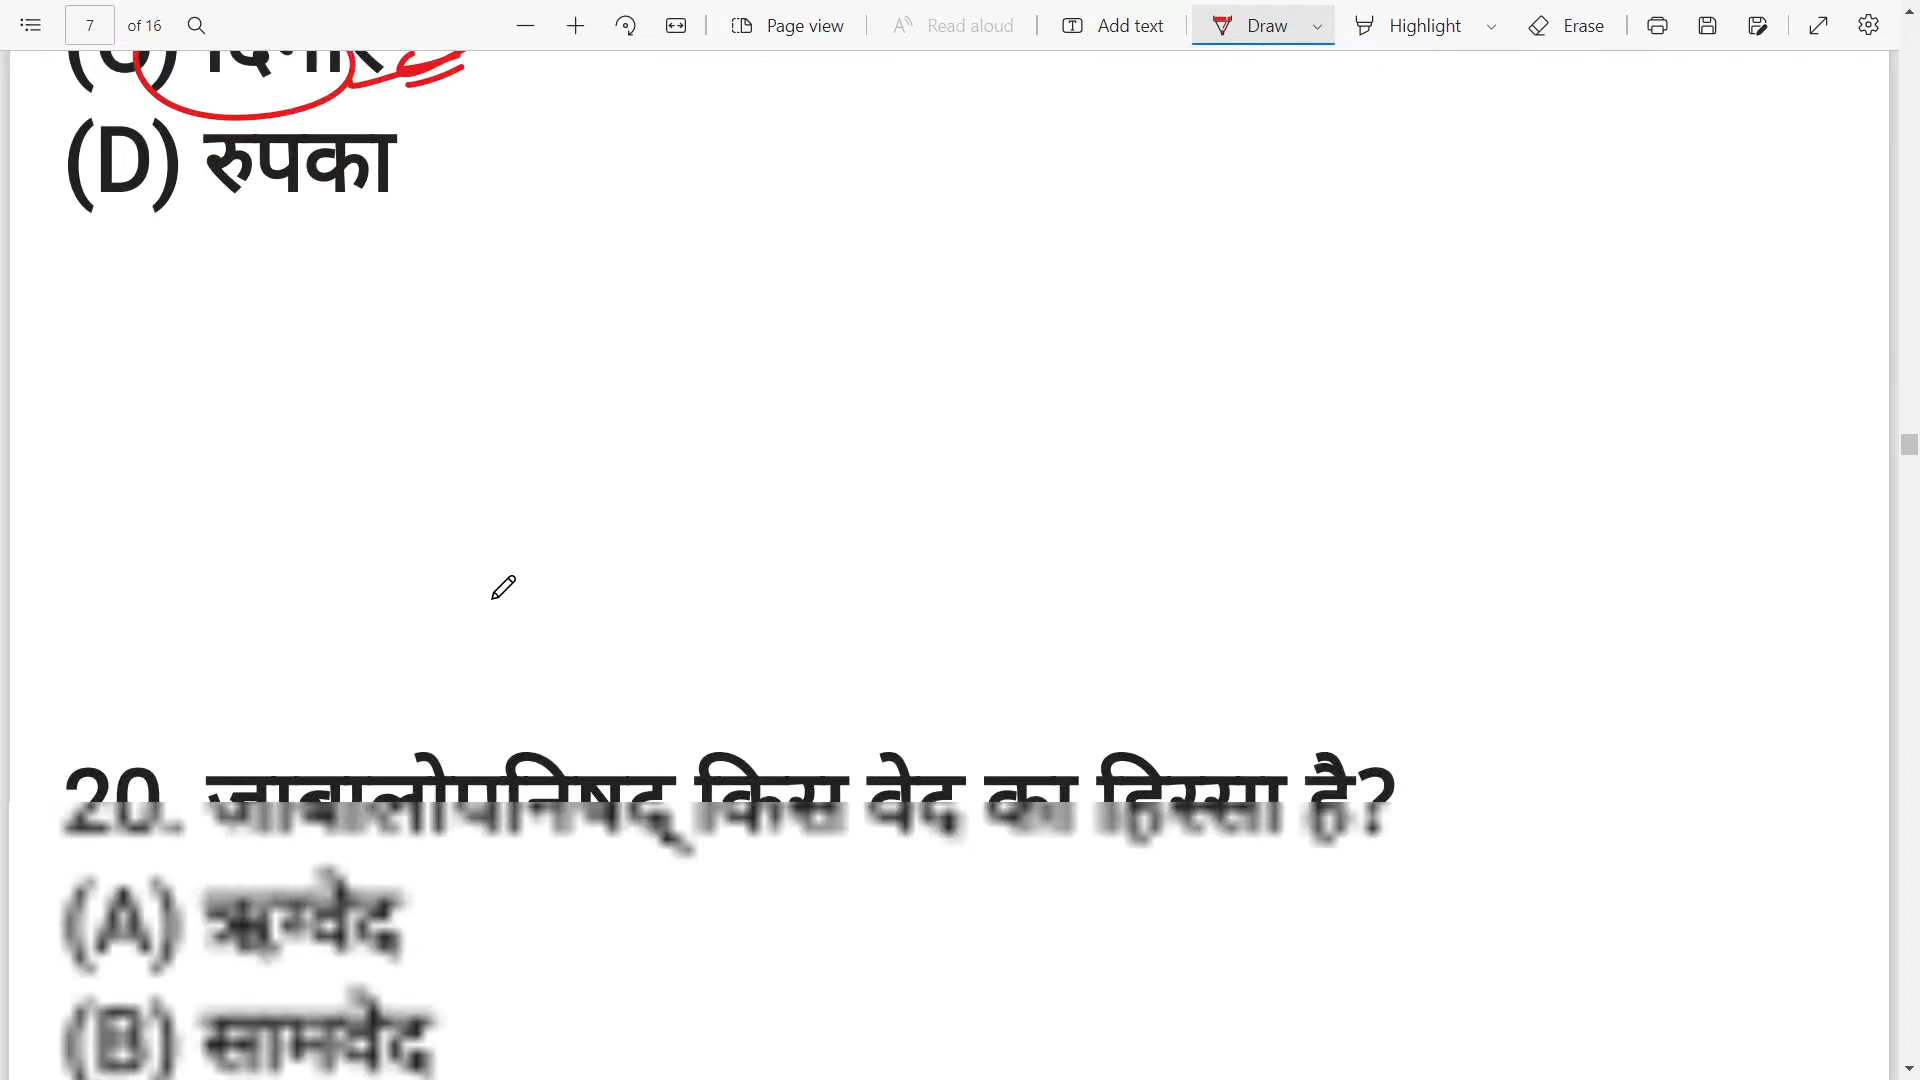 7 of 16 Page view Read aloud Add text Draw Highlight Erase
(C) दिनार
(D) रुपका
20. जाबालोपनिषद् किस वेद का हिस्सा है?
(A) ऋग्वेद
(B) सामवेद